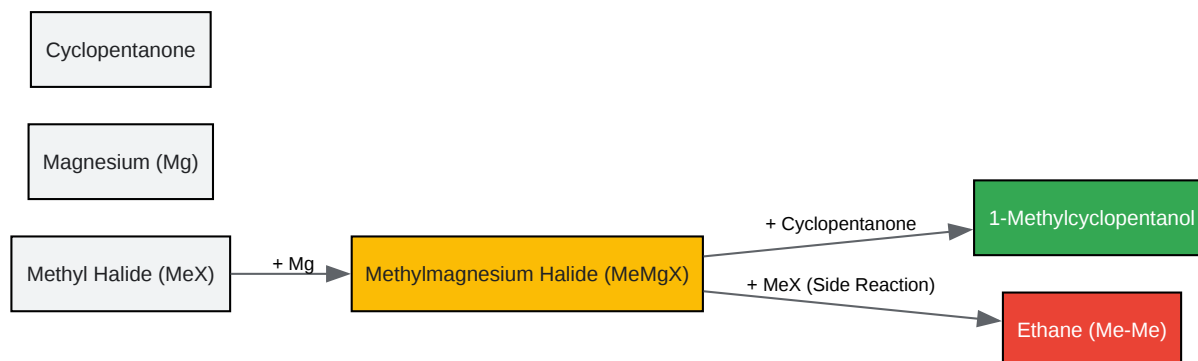 Cyclopentanone
Magnesium (Mg)
Methyl Halide (MeX)
+ Mg
Methylmagnesium Halide (MeMgX)
+ Cyclopentanone
1-Methylcyclopentanol
+ MeX (Side Reaction)
Ethane (Me-Me)